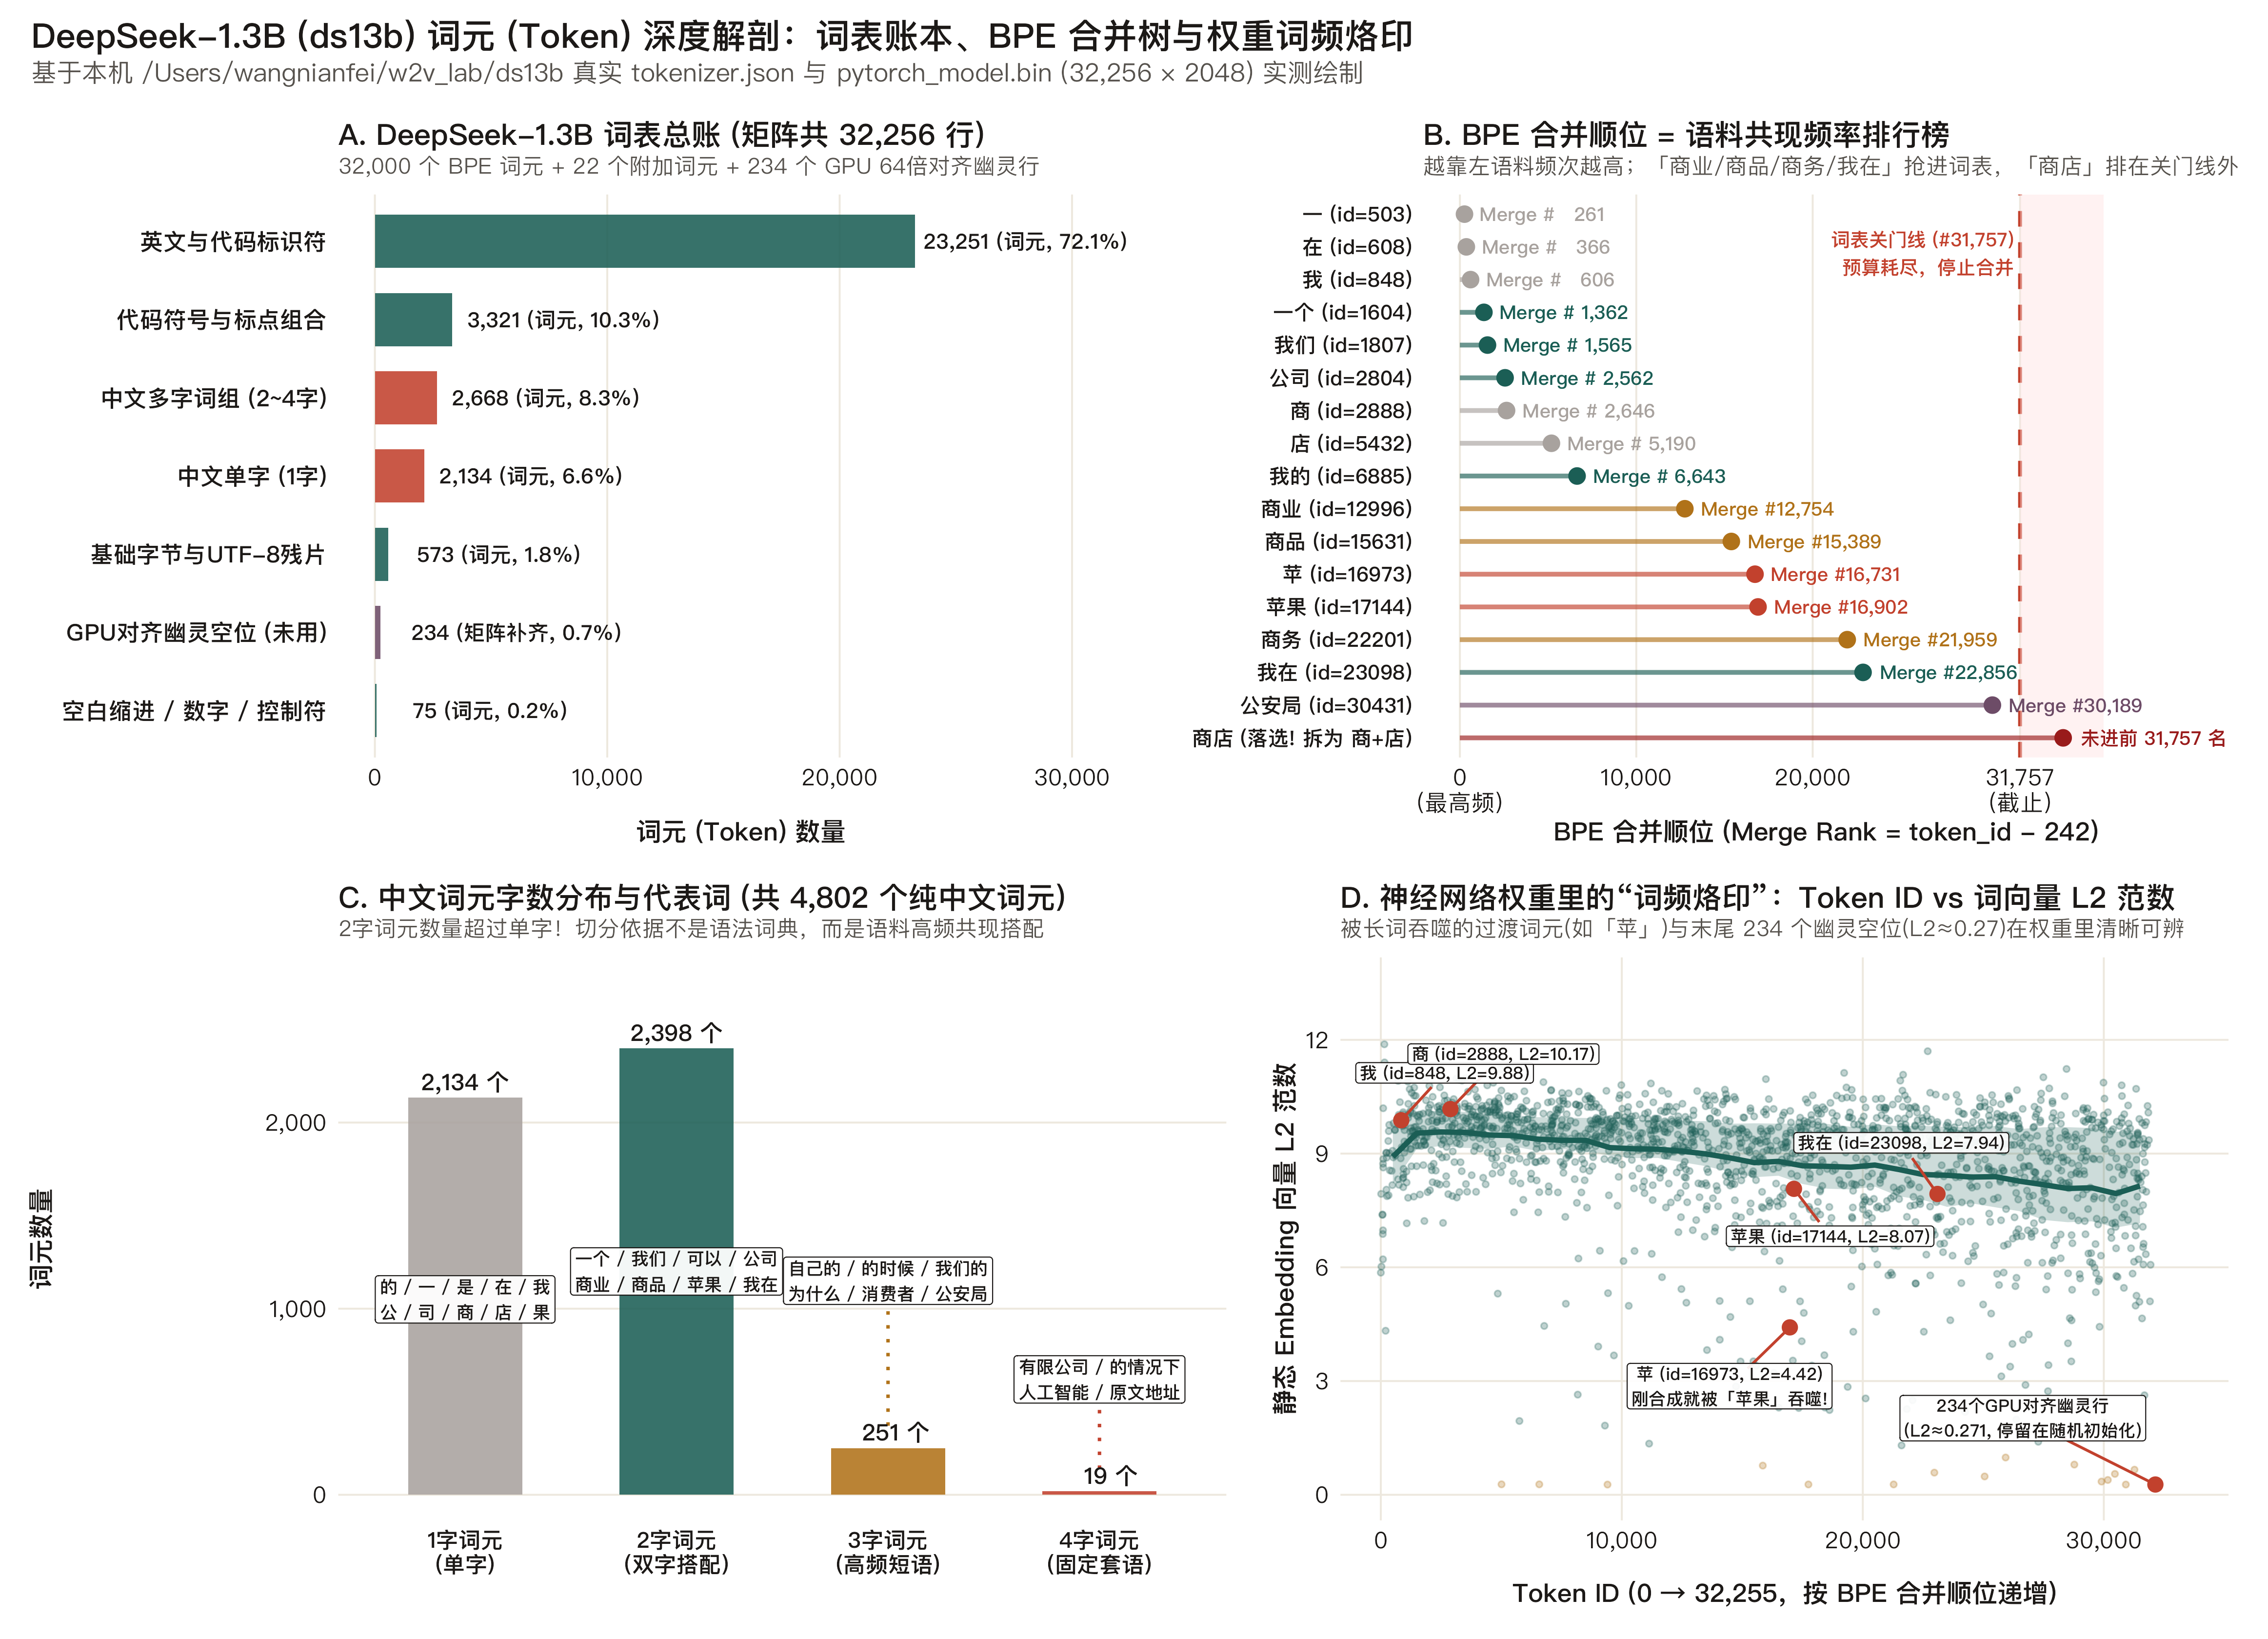 DeepSeek-1.3B (ds13b) 词元 (Token) 深度解剖：词表账本、BPE 合并树与权重词频烙印
基于本机 /Users/wangnianfei/w2v_lab/ds13b 真实 tokenizer.json 与 pytorch_model.bin (32,256 × 2048) 实测绘制
A. DeepSeek-1.3B 词表总账 (矩阵共 32,256 行)
32,000 个 BPE 词元 + 22 个附加词元 + 234 个 GPU 64倍对齐幽灵行
英文与代码标识符
23,251 (词元, 72.1%)
代码符号与标点组合
3,321 (词元, 10.3%)
中文多字词组 (2~4字)
2,668 (词元, 8.3%)
中文单字 (1字)
2,134 (词元, 6.6%)
基础字节与UTF-8残片
573 (词元, 1.8%)
GPU对齐幽灵空位 (未用)
234 (矩阵补齐, 0.7%)
空白缩进 / 数字 / 控制符
75 (词元, 0.2%)
0
10,000
20,000
30,000
词元 (Token) 数量
B. BPE 合并顺位 = 语料共现频率排行榜
越靠左语料频次越高；「商业/商品/商务/我在」抢进词表，「商店」排在关门线外
一 (id=503)
Merge # 261
在 (id=608)
Merge # 366
我 (id=848)
Merge # 606
一个 (id=1604)
Merge # 1,362
我们 (id=1807)
Merge # 1,565
公司 (id=2804)
Merge # 2,562
商 (id=2888)
Merge # 2,646
店 (id=5432)
Merge # 5,190
我的 (id=6885)
Merge # 6,643
商业 (id=12996)
Merge #12,754
商品 (id=15631)
Merge #15,389
苹 (id=16973)
Merge #16,731
苹果 (id=17144)
Merge #16,902
商务 (id=22201)
Merge #21,959
我在 (id=23098)
Merge #22,856
公安局 (id=30431)
Merge #30,189
商店 (落选! 拆为 商+店)
未进前 31,757 名
词表关门线 (#31,757)
预算耗尽，停止合并
0
(最高频)
10,000
20,000
31,757
(截止)
BPE 合并顺位 (Merge Rank = token_id - 242)
C. 中文词元字数分布与代表词 (共 4,802 个纯中文词元)
2字词元数量超过单字！切分依据不是语法词典，而是语料高频共现搭配
词元数量
2,000
1,000
0
2,134 个
的 / 一 / 是 / 在 / 我
公 / 司 / 商 / 店 / 果
2,398 个
一个 / 我们 / 可以 / 公司
商业 / 商品 / 苹果 / 我在
自己的 / 的时候 / 我们的
为什么 / 消费者 / 公安局
251 个
有限公司 / 的情况下
人工智能 / 原文地址
19 个
1字词元
(单字)
2字词元
(双字搭配)
3字词元
(高频短语)
4字词元
(固定套语)
D. 神经网络权重里的“词频烙印”：Token ID vs 词向量 L2 范数
被长词吞噬的过渡词元(如「苹」)与末尾 234 个幽灵空位(L2≈0.27)在权重里清晰可辨
静态 Embedding 向量 L2 范数
12
9
6
3
0
商 (id=2888, L2=10.17)
我 (id=848, L2=9.88)
我在 (id=23098, L2=7.94)
苹果 (id=17144, L2=8.07)
苹 (id=16973, L2=4.42)
刚合成就被「苹果」吞噬!
234个GPU对齐幽灵行
(L2≈0.271, 停留在随机初始化)
0
10,000
20,000
30,000
Token ID (0 → 32,255，按 BPE 合并顺位递增)